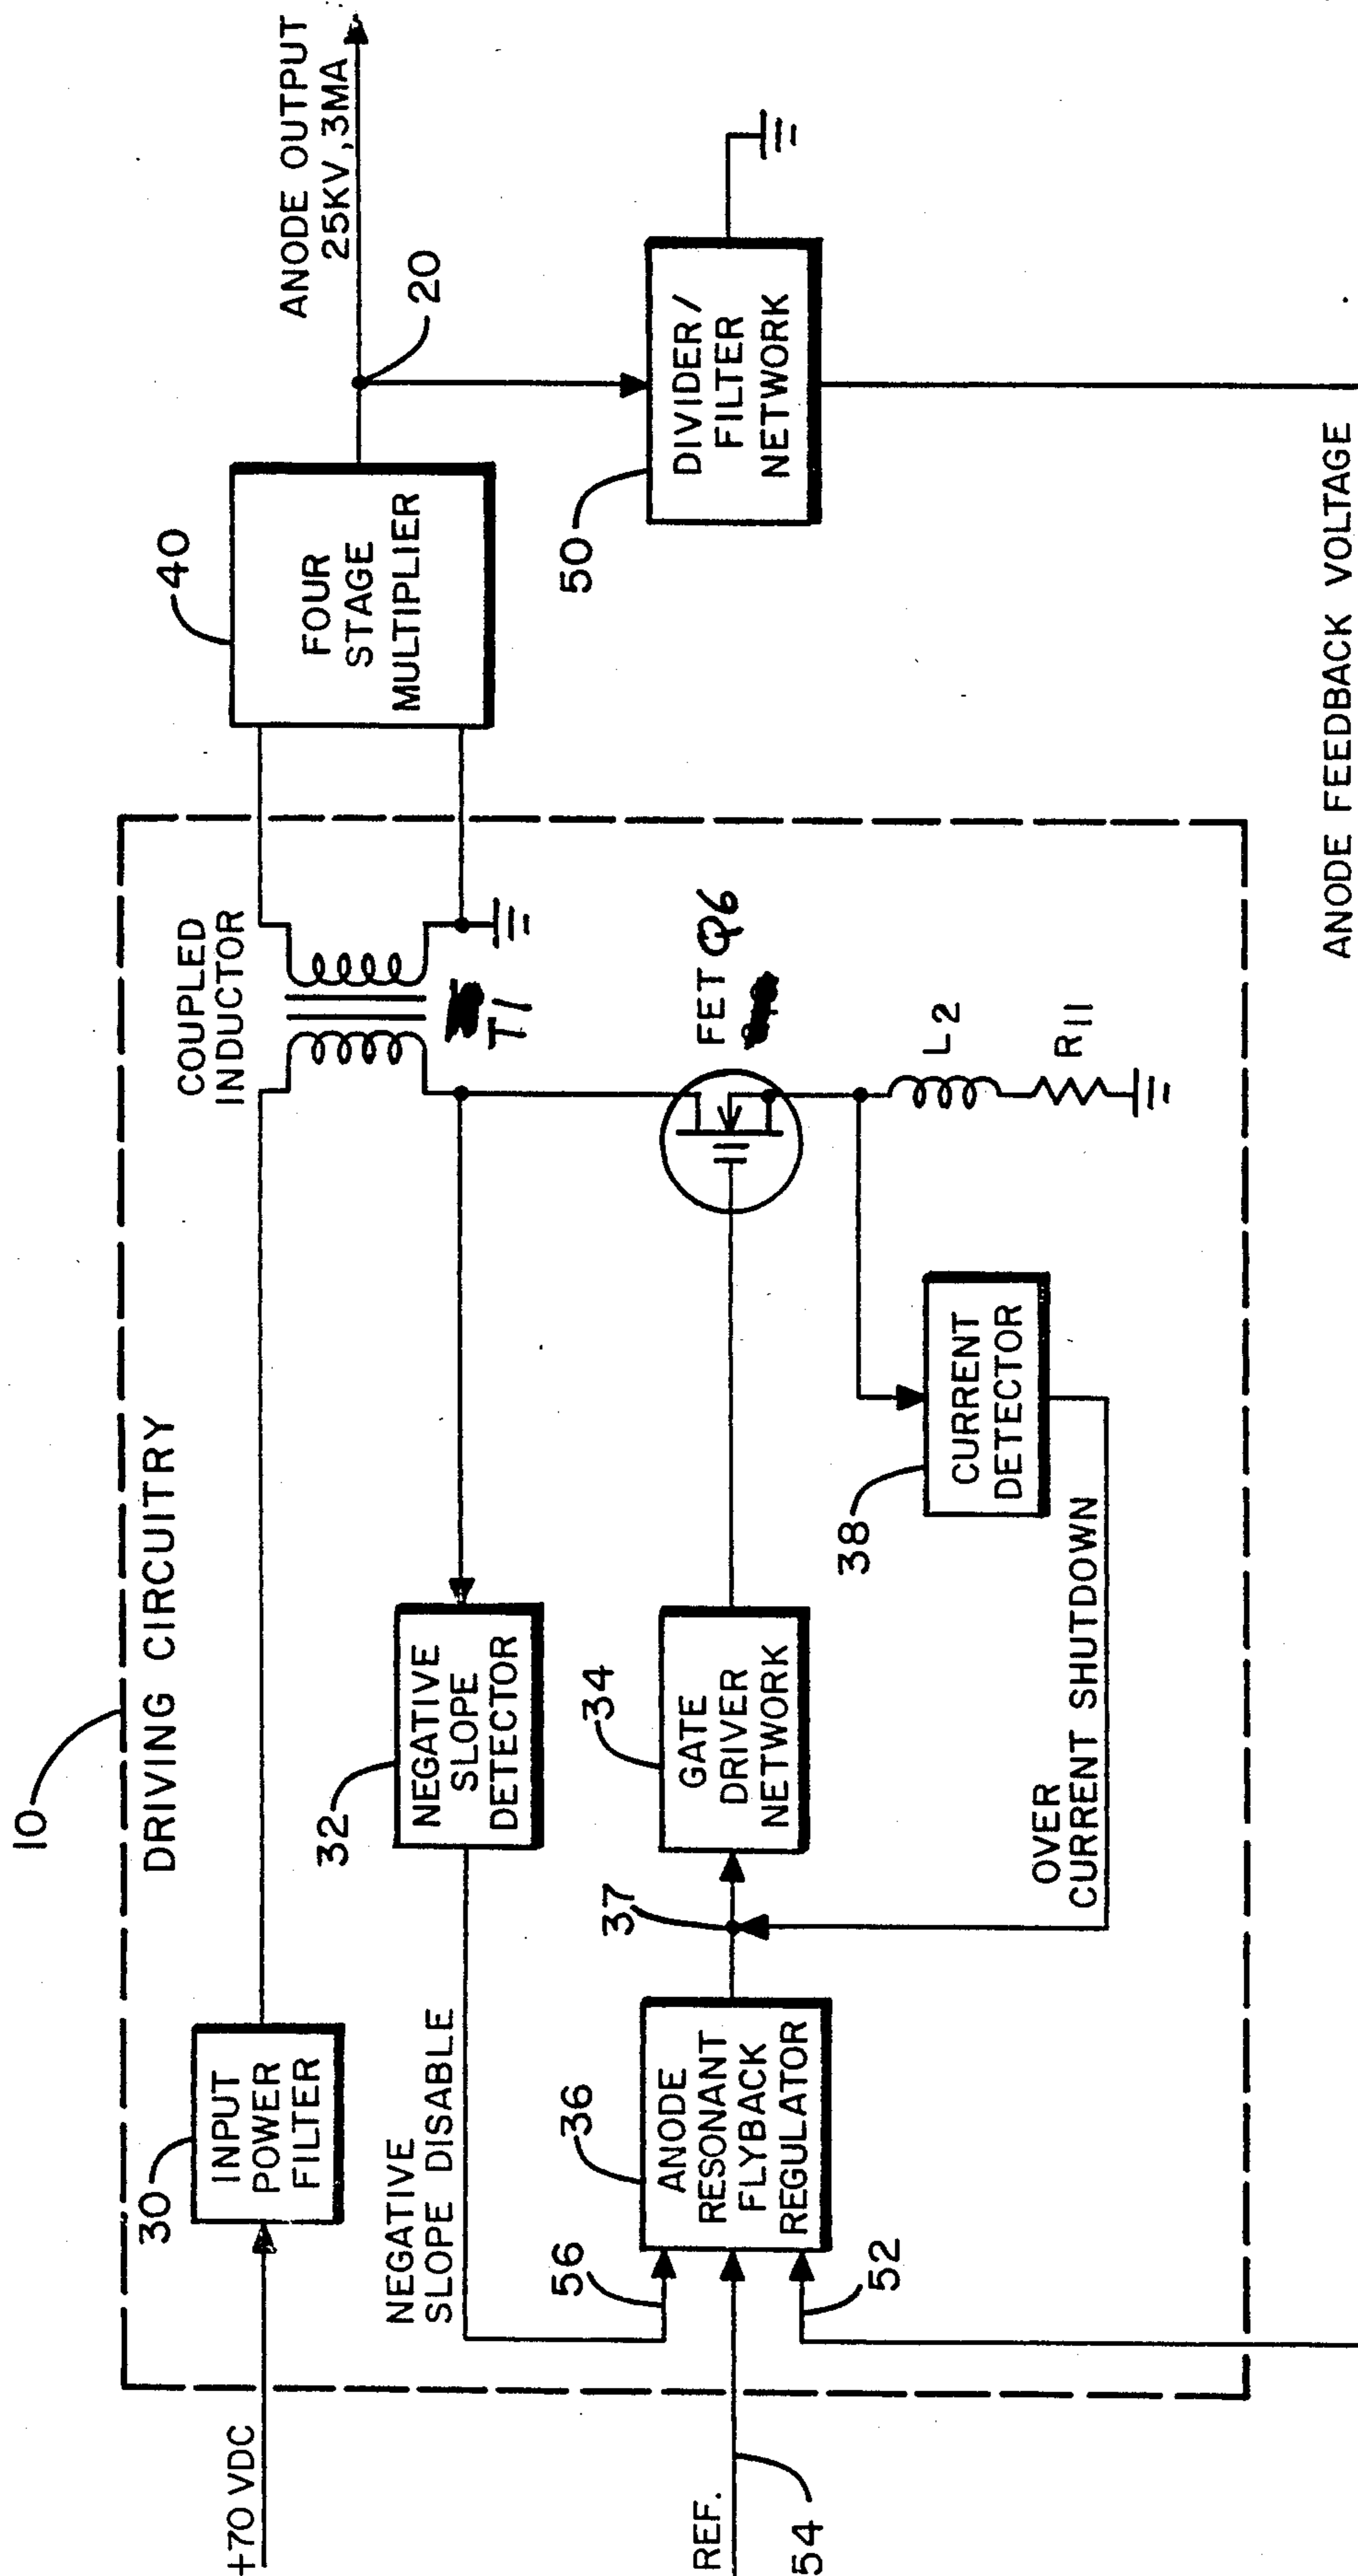 10
DRIVING CIRCUITRY
+70 VDC
30
INPUT
POWER
FILTER
COUPLED
INDUCTOR
T1
40
FOUR
STAGE
MULTIPLIER
ANODE OUTPUT
25KV, 3MA
20
NEGATIVE
SLOPE DISABLE
32
NEGATIVE
SLOPE
DETECTOR
FET Q6
50
DIVIDER/
FILTER
NETWORK
56
REF.
54
52
36
ANODE
RESONANT
FLYBACK
REGULATOR
37
34
GATE
DRIVER
NETWORK
38
CURRENT
DETECTOR
L2
R11
OVER
CURRENT SHUTDOWN
ANODE FEEDBACK VOLTAGE